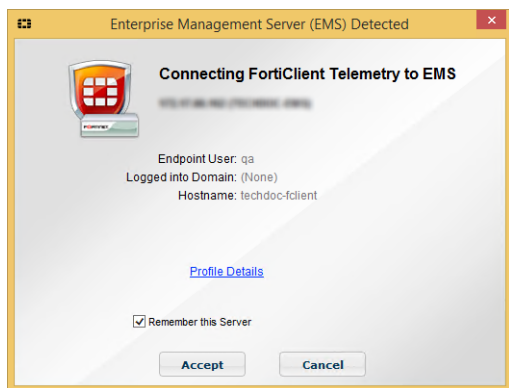 Enterprise Management Server (EMS) Detected
Connecting FortiClient Telemetry to EMS
Endpoint User: qa
Logged into Domain: (None)
Hostname: techdoc-fclient
Profile Details
Remember this Server
Accept
Cancel